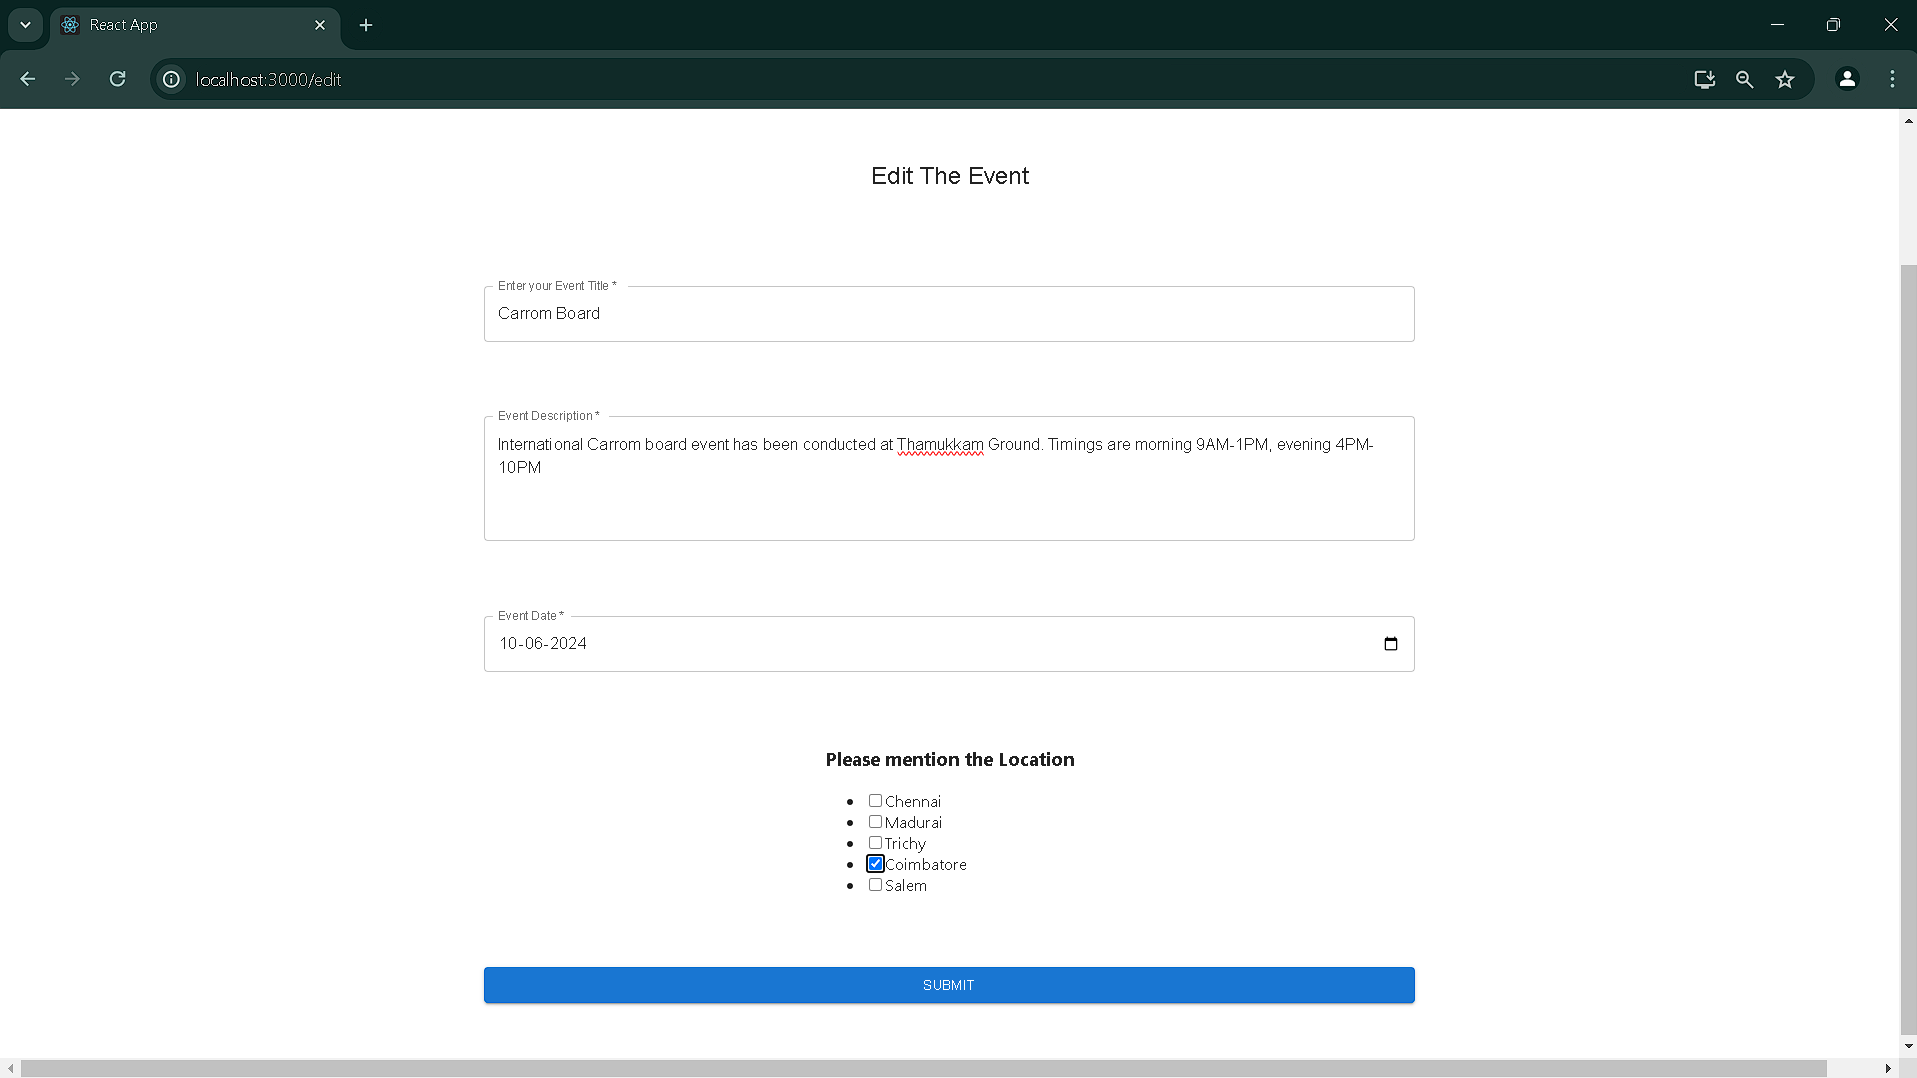 React App
localhost:3000/edit
Edit The Event
Enter your Event Title *
Carrom Board
Event Description *
International Carrom board event has been conducted at Thamukkam Ground. Timings are morning 9AM-1PM, evening 4PM-
10PM
Event Date *
10-06-2024
Please mention the Location
Chennai
Madurai
Trichy
Coimbatore
Salem
SUBMIT